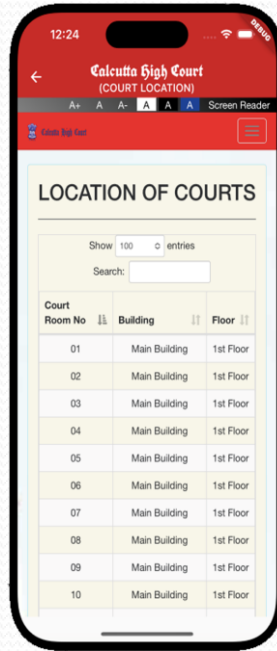 12:24
DEBUG
Calcutta High Court
(COURT LOCATION)
A+ A A- A A A Screen Reader
Calcutta High Court
LOCATION OF COURTS
Show 100 entries
Search:
Court Room No Building Floor
01 Main Building 1st Floor
02 Main Building 1st Floor
03 Main Building 1st Floor
04 Main Building 1st Floor
05 Main Building 1st Floor
06 Main Building 1st Floor
07 Main Building 1st Floor
08 Main Building 1st Floor
09 Main Building 1st Floor
10 Main Building 1st Floor